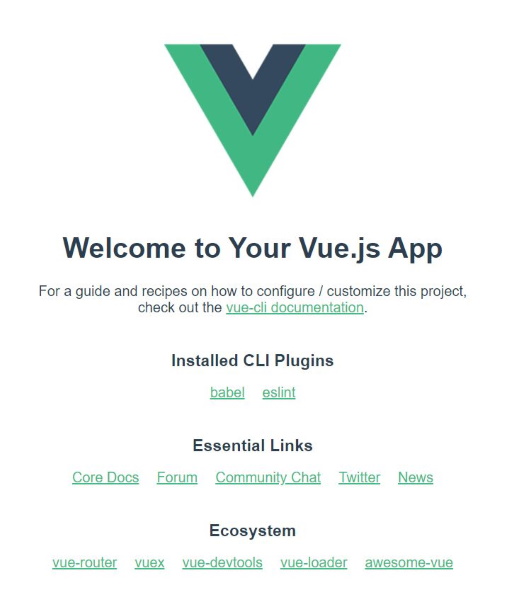 Welcome to Your Vue.js App
For a guide and recipes on how to configure / customize this project,
check out the vue-cli documentation.
Installed CLI Plugins
babel eslint
Essential Links
Core Docs Forum Community Chat Twitter News
Ecosystem
vue-router vuex vue-devtools vue-loader awesome-vue